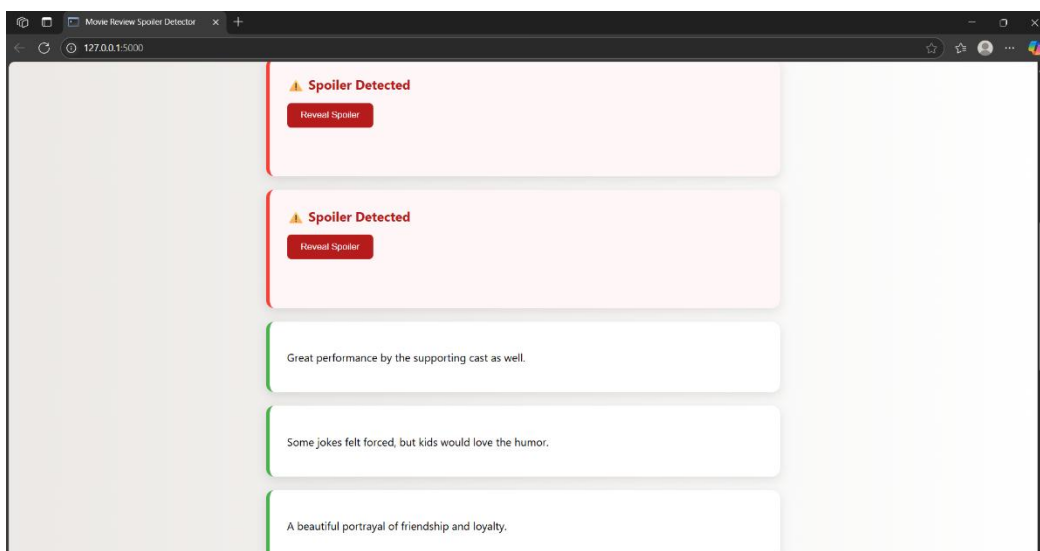 Movie Review Spoiler Detector
127.0.0.1:5000
⚠ Spoiler Detected
Reveal Spoiler
⚠ Spoiler Detected
Reveal Spoiler
Great performance by the supporting cast as well.
Some jokes felt forced, but kids would love the humor.
A beautiful portrayal of friendship and loyalty.